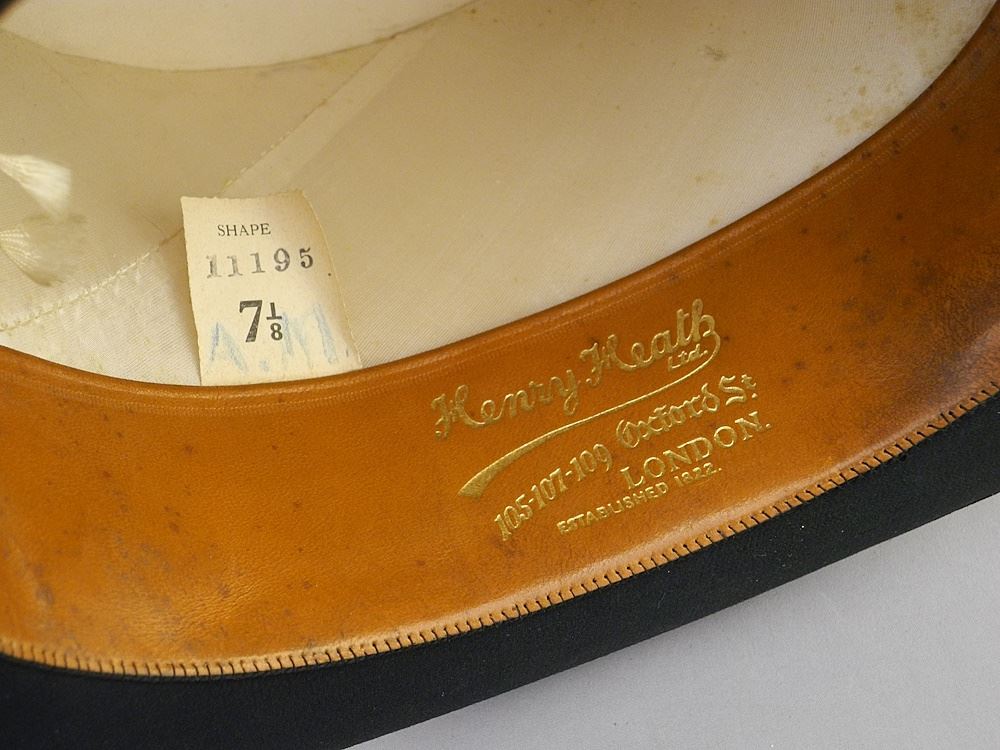 SHAPE
11195
7 1/8
A.M.
Henry Heath
Ltd.
105-107-109 Oxford St.
LONDON.
ESTABLISHED 1822.